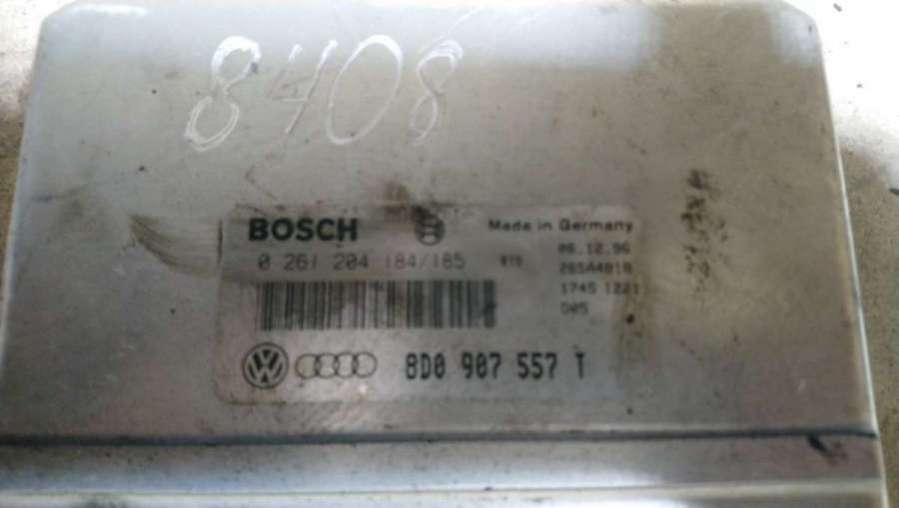 8408
BOSCH
Made in Germany
0 261 204 184/185
06.12.96
265A4818
1745 1221
D05
8D0 907 557 T